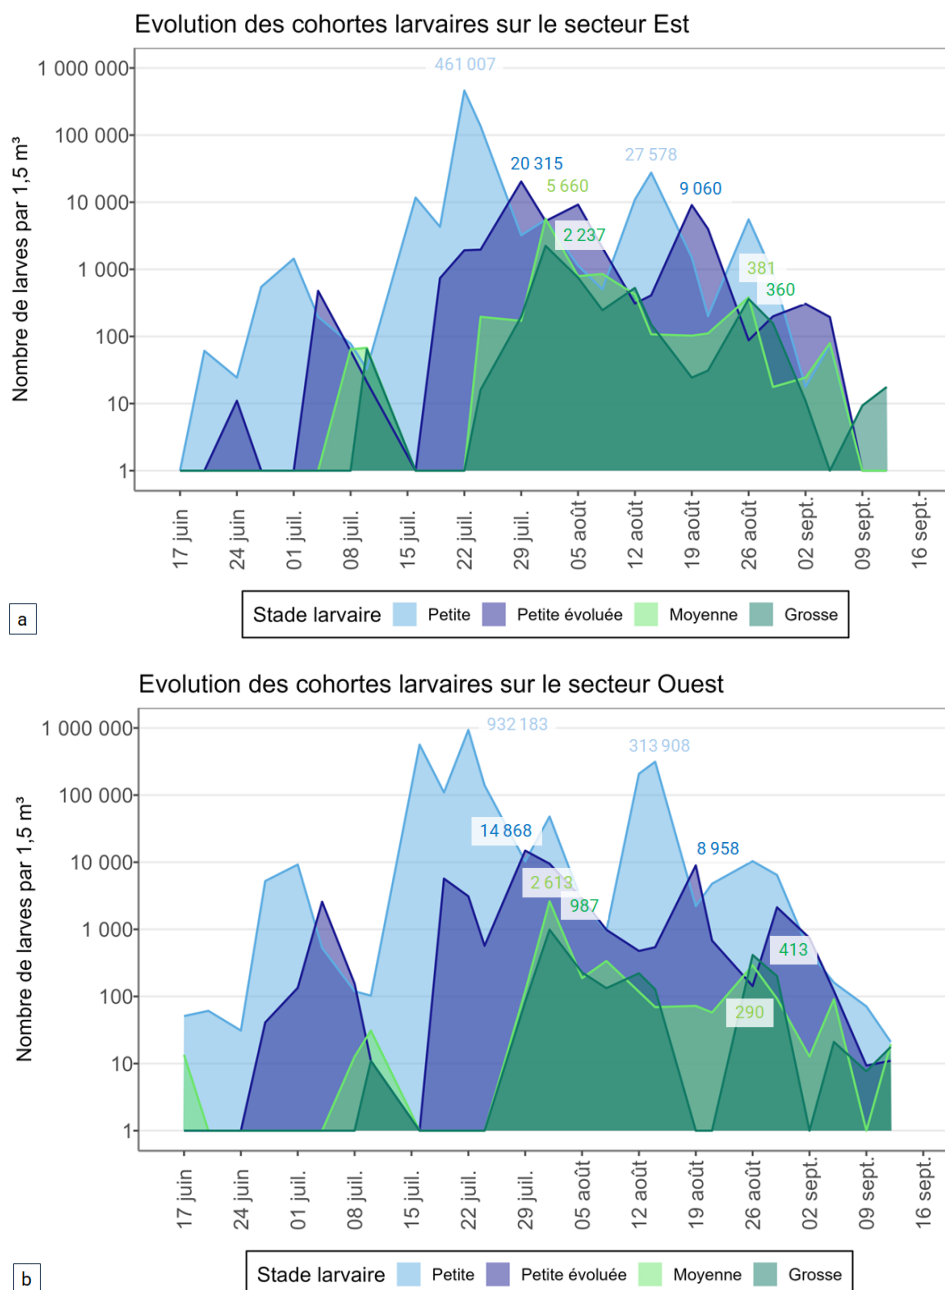 Evolution des cohortes larvaires sur le secteur Est
Nombre de larves par 1,5 m³
1 000 000
100 000
10 000
1 000
100
10
1
461 007
20 315
5 660
2 237
27 578
9 060
381
360
17 juin
24 juin
01 juil.
08 juil.
15 juil.
22 juil.
29 juil.
05 août
12 août
19 août
26 août
02 sept.
09 sept.
16 sept.
Stade larvaire Petite Petite évoluée Moyenne Grosse
a
Evolution des cohortes larvaires sur le secteur Ouest
Nombre de larves par 1,5 m³
1 000 000
100 000
10 000
1 000
100
10
1
932 183
313 908
14 868
8 958
2 613
987
413
290
17 juin
24 juin
01 juil.
08 juil.
15 juil.
22 juil.
29 juil.
05 août
12 août
19 août
26 août
02 sept.
09 sept.
16 sept.
Stade larvaire Petite Petite évoluée Moyenne Grosse
b